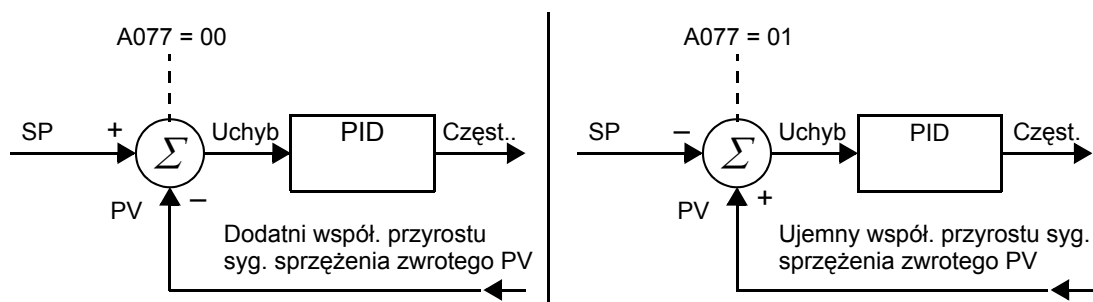 A077 = 00
SP
+
Σ
Uchyb
PID
Częst..
PV
–
Dodatni współ. przyrostu
syg. sprzężenia zwrotego PV
A077 = 01
SP
–
Σ
Uchyb
PID
Częst.
PV
+
Ujemny współ. przyrostu syg.
sprzężenia zwrotego PV